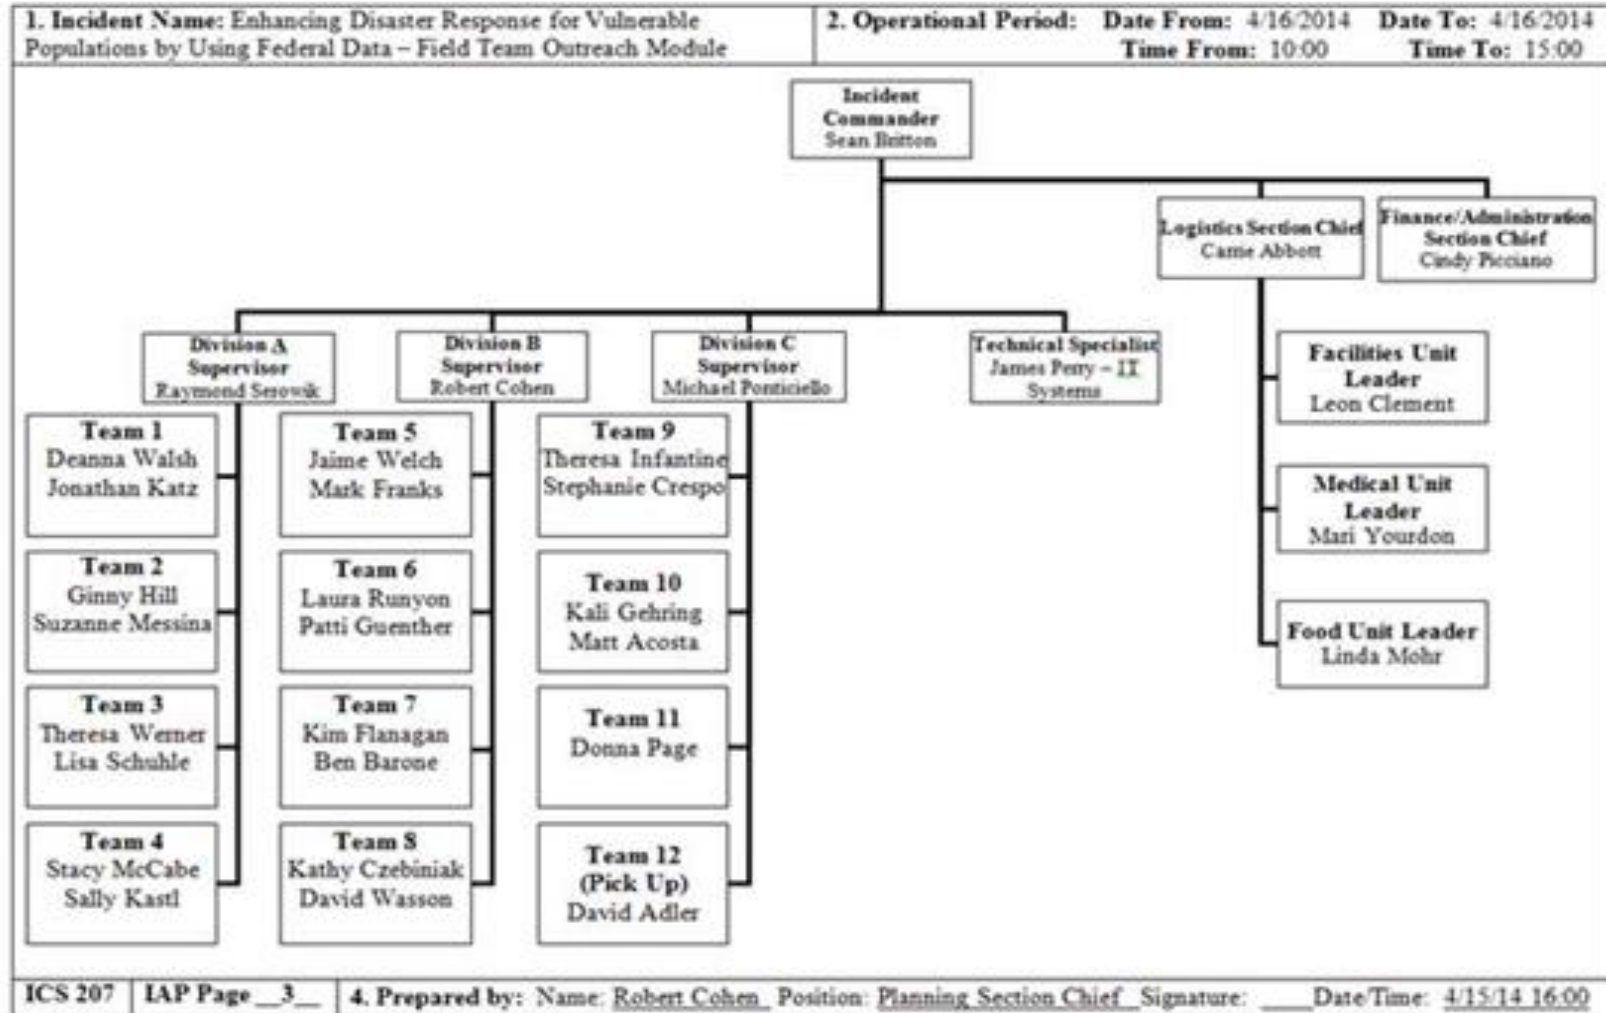 1. Incident Name: Enhancing Disaster Response for Vulnerable
Populations by Using Federal Data – Field Team Outreach Module
2. Operational Period: Date From: 4/16/2014 Date To: 4/16/2014
Time From: 10:00 Time To: 15:00
Incident
Commander
Sean Britton
Logistics Section Chief
Carrie Abbott
Finance/Administration
Section Chief
Cindy Picciano
Division A
Supervisor
Raymond Serowik
Division B
Supervisor
Robert Cohen
Division C
Supervisor
Michael Ponticiello
Technical Specialist
James Perry – IT
Systems
Facilities Unit
Leader
Leon Clement
Medical Unit
Leader
Mari Yourdon
Food Unit Leader
Linda Mohr
Team 1
Deanna Walsh
Jonathan Katz
Team 2
Ginny Hill
Suzanne Messina
Team 3
Theresa Werner
Lisa Schuhle
Team 4
Stacy McCabe
Sally Kastl
Team 5
Jaime Welch
Mark Franks
Team 6
Laura Runyon
Patti Guenther
Team 7
Kim Flanagan
Ben Barone
Team 8
Kathy Czebiniak
David Wasson
Team 9
Theresa Infantine
Stephanie Crespo
Team 10
Kali Gehring
Matt Acosta
Team 11
Donna Page
Team 12
(Pick Up)
David Adler
ICS 207 IAP Page __3__ 4. Prepared by: Name: Robert Cohen Position: Planning Section Chief Signature: ____ Date/Time: 4/15/14 16:00